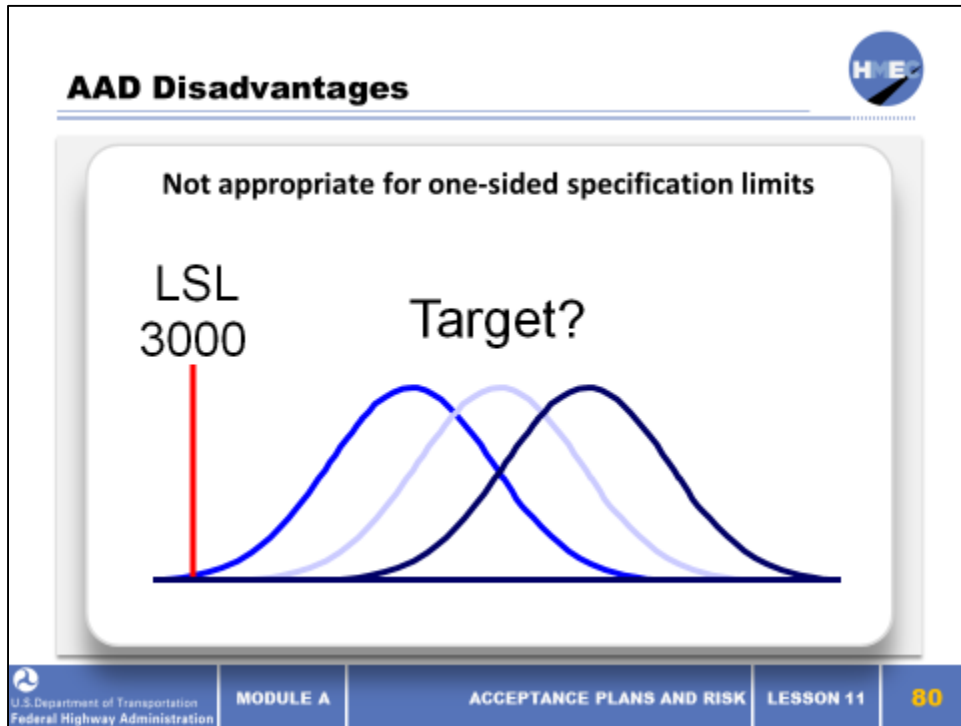 AAD Disadvantages
HMEC
Not appropriate for one-sided specification limits
LSL
3000
Target?
U.S.Department of Transportation
Federal Highway Administration
MODULE A
ACCEPTANCE PLANS AND RISK
LESSON 11
80